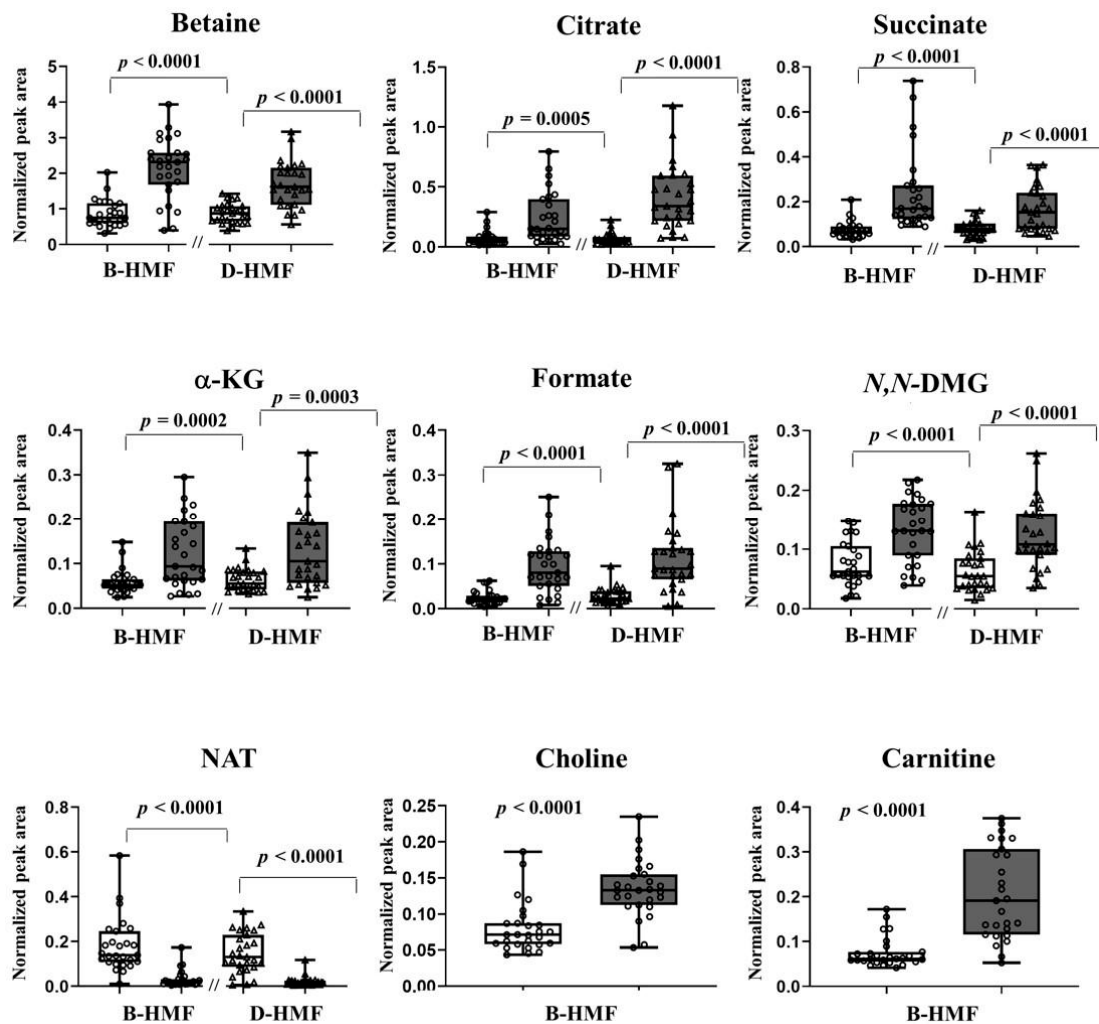 Betaine
Normalized peak area
5
4
3
2
1
0
p < 0.0001
p < 0.0001
B-HMF // D-HMF
Citrate
Normalized peak area
1.5
1.0
0.5
0.0
p = 0.0005
p < 0.0001
B-HMF // D-HMF
Succinate
Normalized peak area
0.8
0.6
0.4
0.2
0.0
p < 0.0001
p < 0.0001
B-HMF // D-HMF
α-KG
Normalized peak area
0.4
0.3
0.2
0.1
0.0
p = 0.0002
p = 0.0003
B-HMF // D-HMF
Formate
Normalized peak area
0.4
0.3
0.2
0.1
0.0
p < 0.0001
p < 0.0001
B-HMF // D-HMF
N,N-DMG
Normalized peak area
0.3
0.2
0.1
0.0
p < 0.0001
p < 0.0001
B-HMF // D-HMF
NAT
Normalized peak area
0.8
0.6
0.4
0.2
0.0
p < 0.0001
p < 0.0001
B-HMF // D-HMF
Choline
Normalized peak area
0.25
0.20
0.15
0.10
0.05
0.00
p < 0.0001
B-HMF
Carnitine
Normalized peak area
0.4
0.3
0.2
0.1
0.0
p < 0.0001
B-HMF